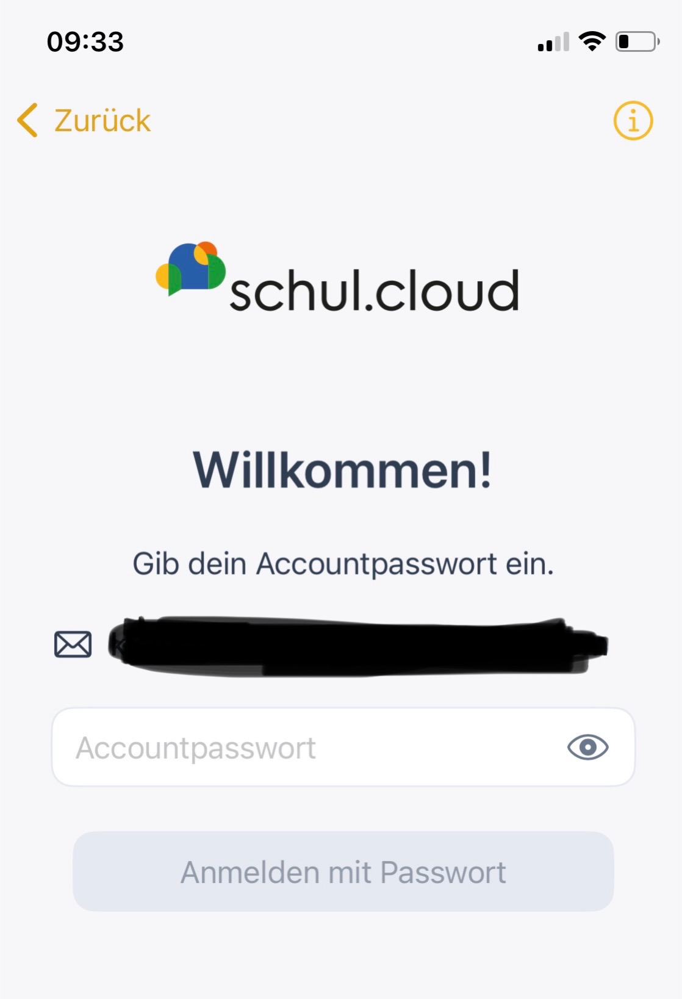 09:33
Zurück
schul.cloud
Willkommen!
Gib dein Accountpasswort ein.
Accountpasswort
Anmelden mit Passwort